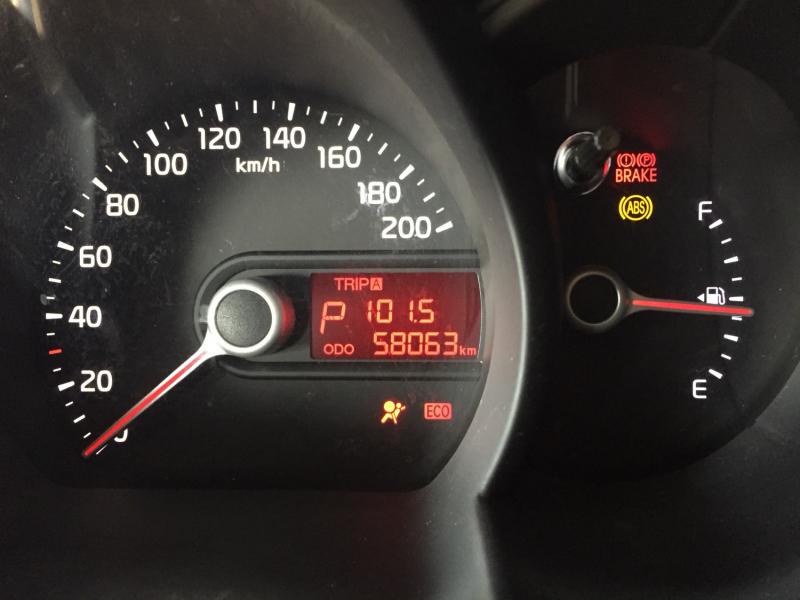 0
20
40
60
80
100
120
140
160
180
200
km/h
TRIP A
P 101.5
ODO 58063 km
ECO
(!) (P)
BRAKE
ABS
F
E